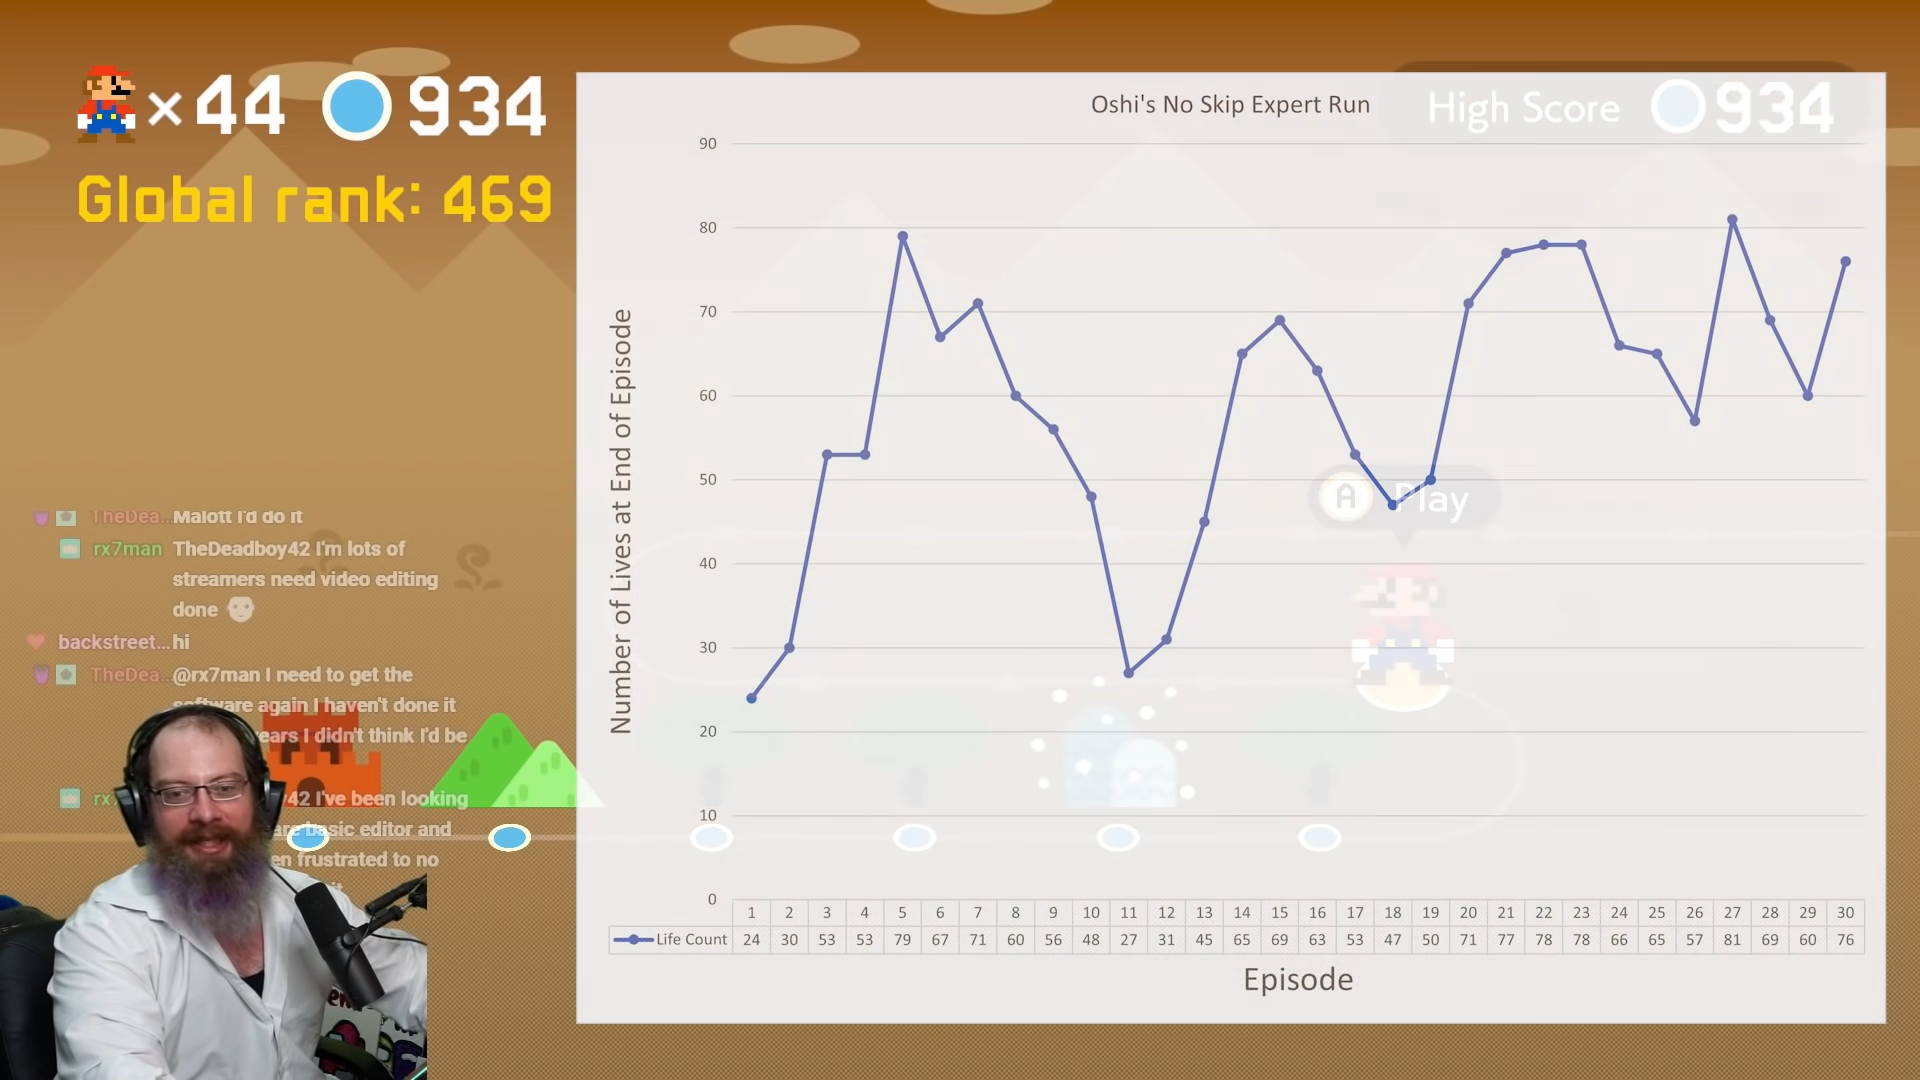 ×44 934
Global rank: 469
Oshi's No Skip Expert Run
High Score 934
Number of Lives at End of Episode
90
80
70
60
50
40
30
20
10
0
A Play
1 2 3 4 5 6 7 8 9 10 11 12 13 14 15 16 17 18 19 20 21 22 23 24 25 26 27 28 29 30
Life Count 24 30 53 53 79 67 71 60 56 48 27 31 45 65 69 63 53 47 50 71 77 78 78 66 65 57 81 69 60 76
Episode
TheDea... Malott I'd do it
rx7man TheDeadboy42 I'm lots of
streamers need video editing
done
backstreet... hi
TheDea... @rx7man I need to get the
software again I haven't done it
years I didn't think I'd be
42 I've been looking
basic editor and
frustrated to no